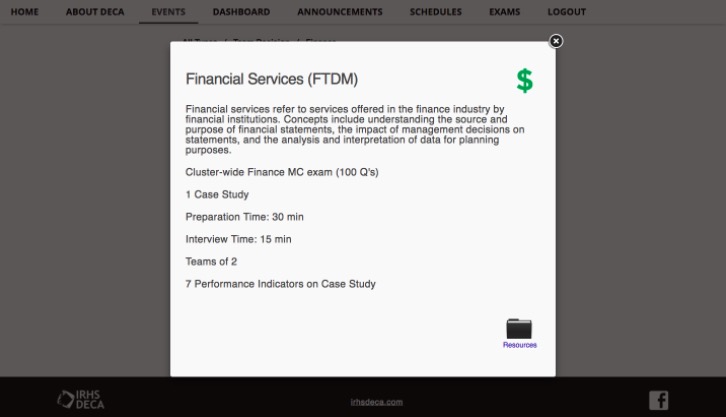 HOME ABOUT DECA EVENTS DASHBOARD ANNOUNCEMENTS SCHEDULES EXAMS LOGOUT
Financial Services (FTDM)
$
Financial services refer to services offered in the finance industry by
financial institutions. Concepts include understanding the source and
purpose of financial statements, the impact of management decisions on
statements, and the analysis and interpretation of data for planning
purposes.
Cluster-wide Finance MC exam (100 Q's)
1 Case Study
Preparation Time: 30 min
Interview Time: 15 min
Teams of 2
7 Performance Indicators on Case Study
Resources
IRHS
DECA
irhsdeca.com
f